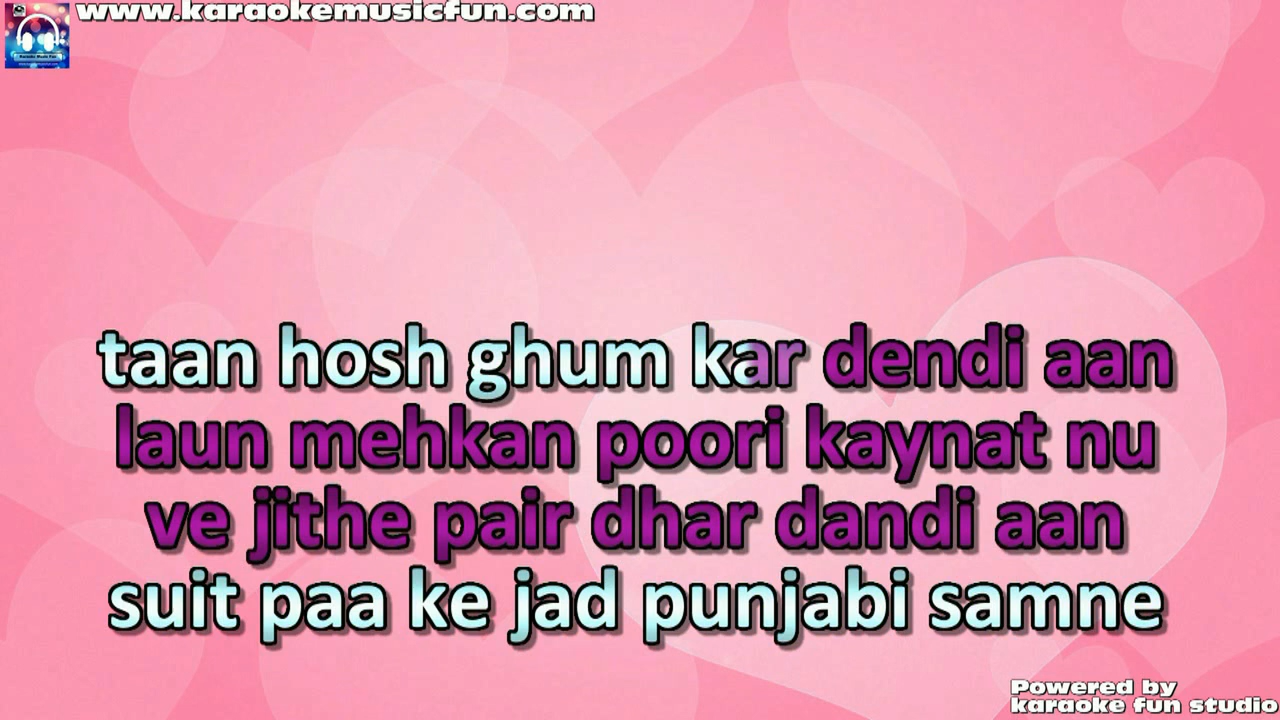 www.karaokemusicfun.com
taan hosh ghum kar dendi aan
laun mehkan poori kaynat nu
ve jithe pair dhar dandi aan
suit paa ke jad punjabi samne
Powered by
karaoke fun studio